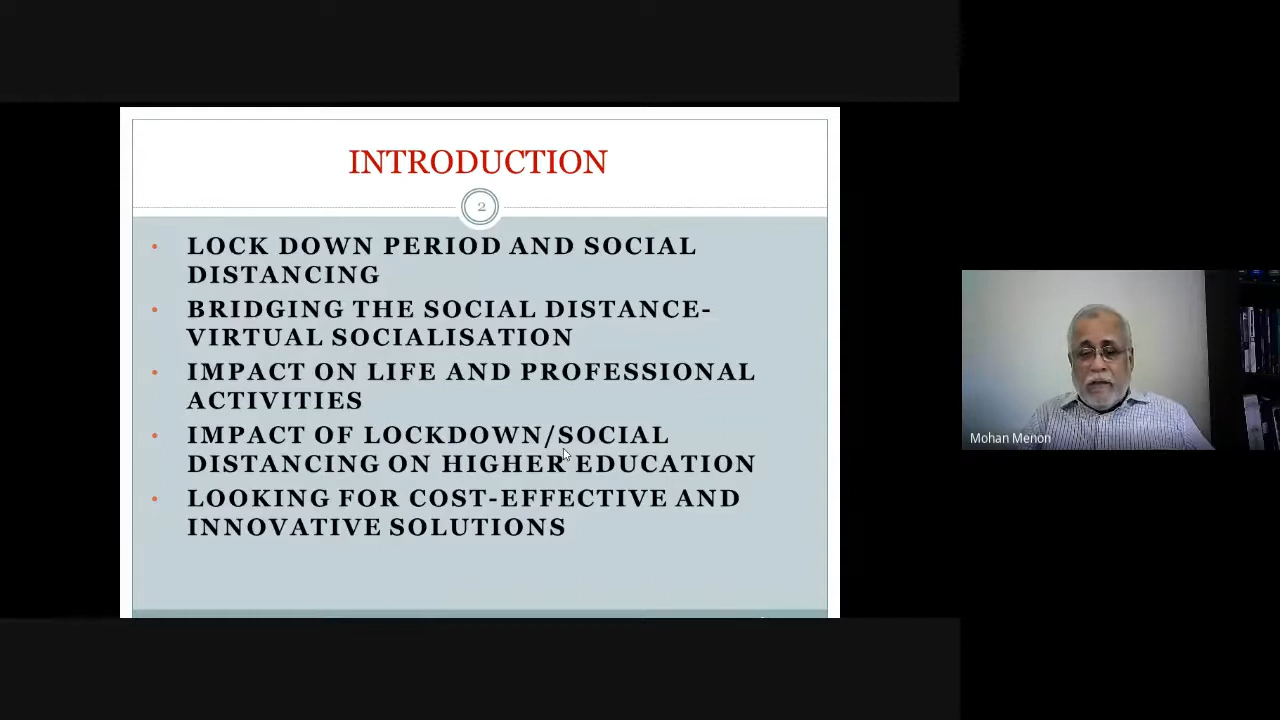 INTRODUCTION
2
• LOCK DOWN PERIOD AND SOCIAL
DISTANCING
• BRIDGING THE SOCIAL DISTANCE-
VIRTUAL SOCIALISATION
• IMPACT ON LIFE AND PROFESSIONAL
ACTIVITIES
• IMPACT OF LOCKDOWN/SOCIAL
DISTANCING ON HIGHER EDUCATION
• LOOKING FOR COST-EFFECTIVE AND
INNOVATIVE SOLUTIONS
Mohan Menon